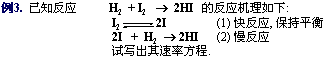 例3. 已知反应 H₂ + I₂ → 2HI 的反应机理如下:
I₂ ⇌ 2I (1) 快反应, 保持平衡
2I + H₂ → 2HI (2) 慢反应
试写出其速率方程.